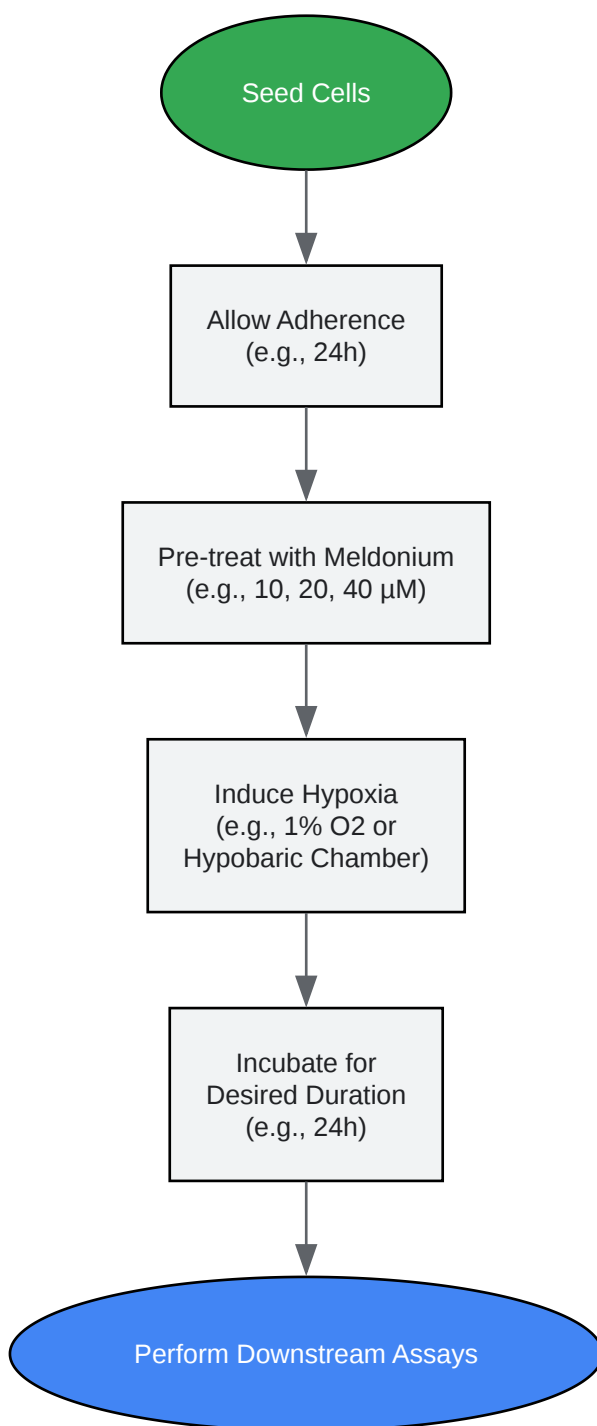 Seed Cells
Allow Adherence
(e.g., 24h)
Pre-treat with Meldonium
(e.g., 10, 20, 40 µM)
Induce Hypoxia
(e.g., 1% O2 or
Hypobaric Chamber)
Incubate for
Desired Duration
(e.g., 24h)
Perform Downstream Assays